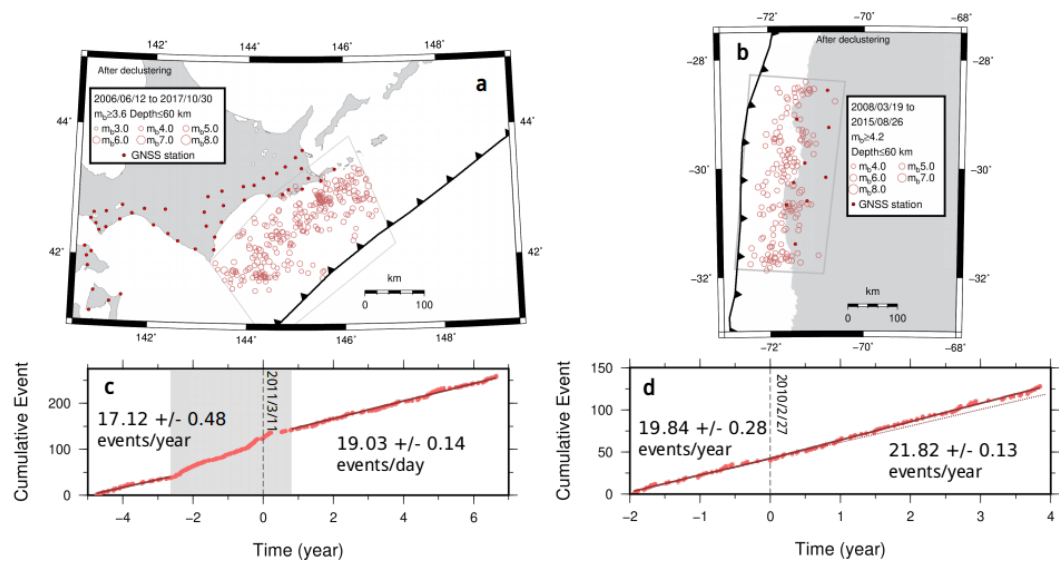 142˚ 144˚ 146˚ 148˚
After declustering
a
2006/06/12 to 2017/10/30
mb≥3.6 Depth≤60 km
mb3.0 mb4.0 mb5.0
mb6.0 mb7.0 mb8.0
GNSS station
44˚ 44˚
42˚ 42˚
km
0 100
142˚ 144˚ 146˚ 148˚
−72˚ −70˚ −68˚
b
After declustering
−28˚ −28˚
2008/03/19 to
2015/08/26
mb≥4.2
Depth≤60 km
mb4.0 mb5.0
mb6.0 mb7.0
mb8.0
GNSS station
−30˚ −30˚
−32˚ −32˚
km
0 100
−72˚ −70˚ −68˚
Cumulative Event
200
100
0
c
2011/3/11
17.12 +/- 0.48
events/year
19.03 +/- 0.14
events/day
−4 −2 0 2 4 6
Time (year)
Cumulative Event
150
100
50
0
d
2010/2/27
19.84 +/- 0.28
events/year
21.82 +/- 0.13
events/year
−2 −1 0 1 2 3 4
Time (year)